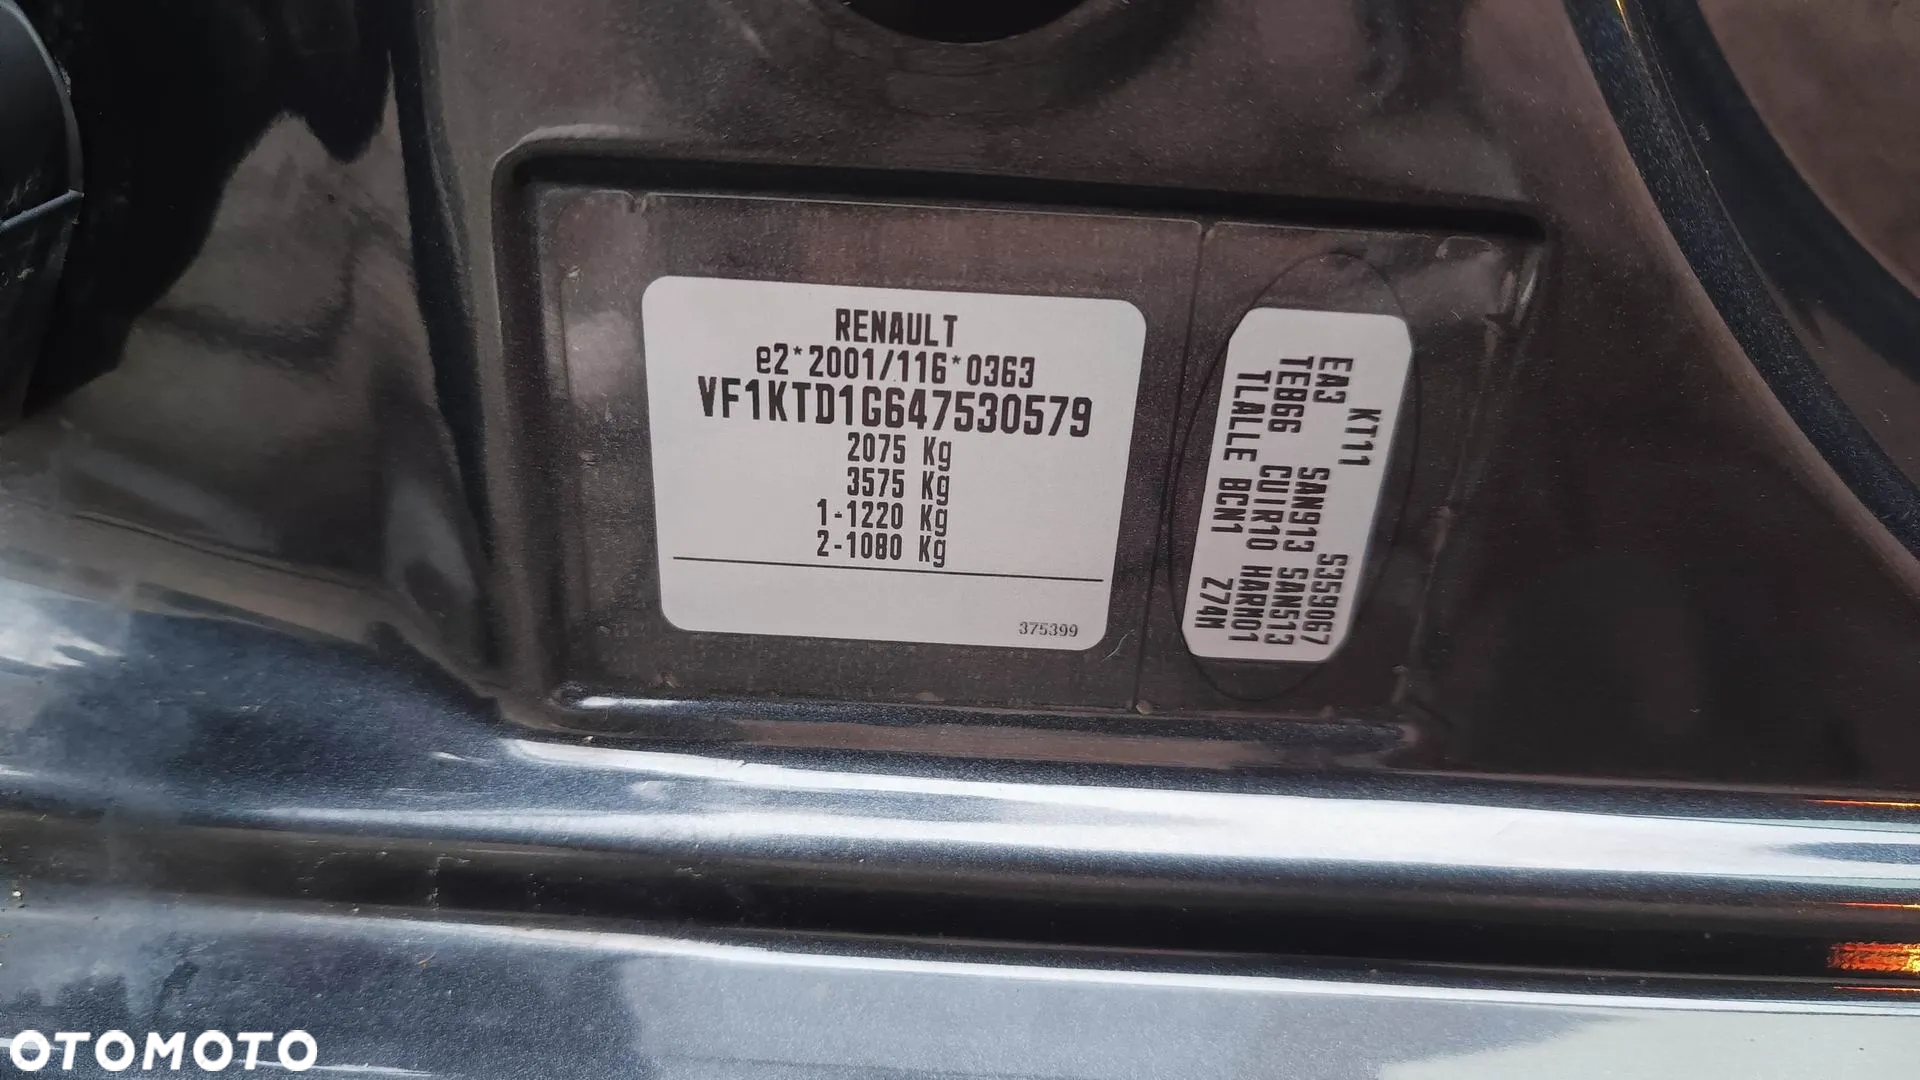 RENAULT
e2*2001/116*0363
VF1KTD1G647530579
2075 Kg
3575 Kg
1-1220 Kg
2-1080 Kg
375399
KT11 S359067
EA3 SAN913 SAN513
TEB66 CUIR10 HARM01
TLALLE BCN1 Z74M
OTOMOTO